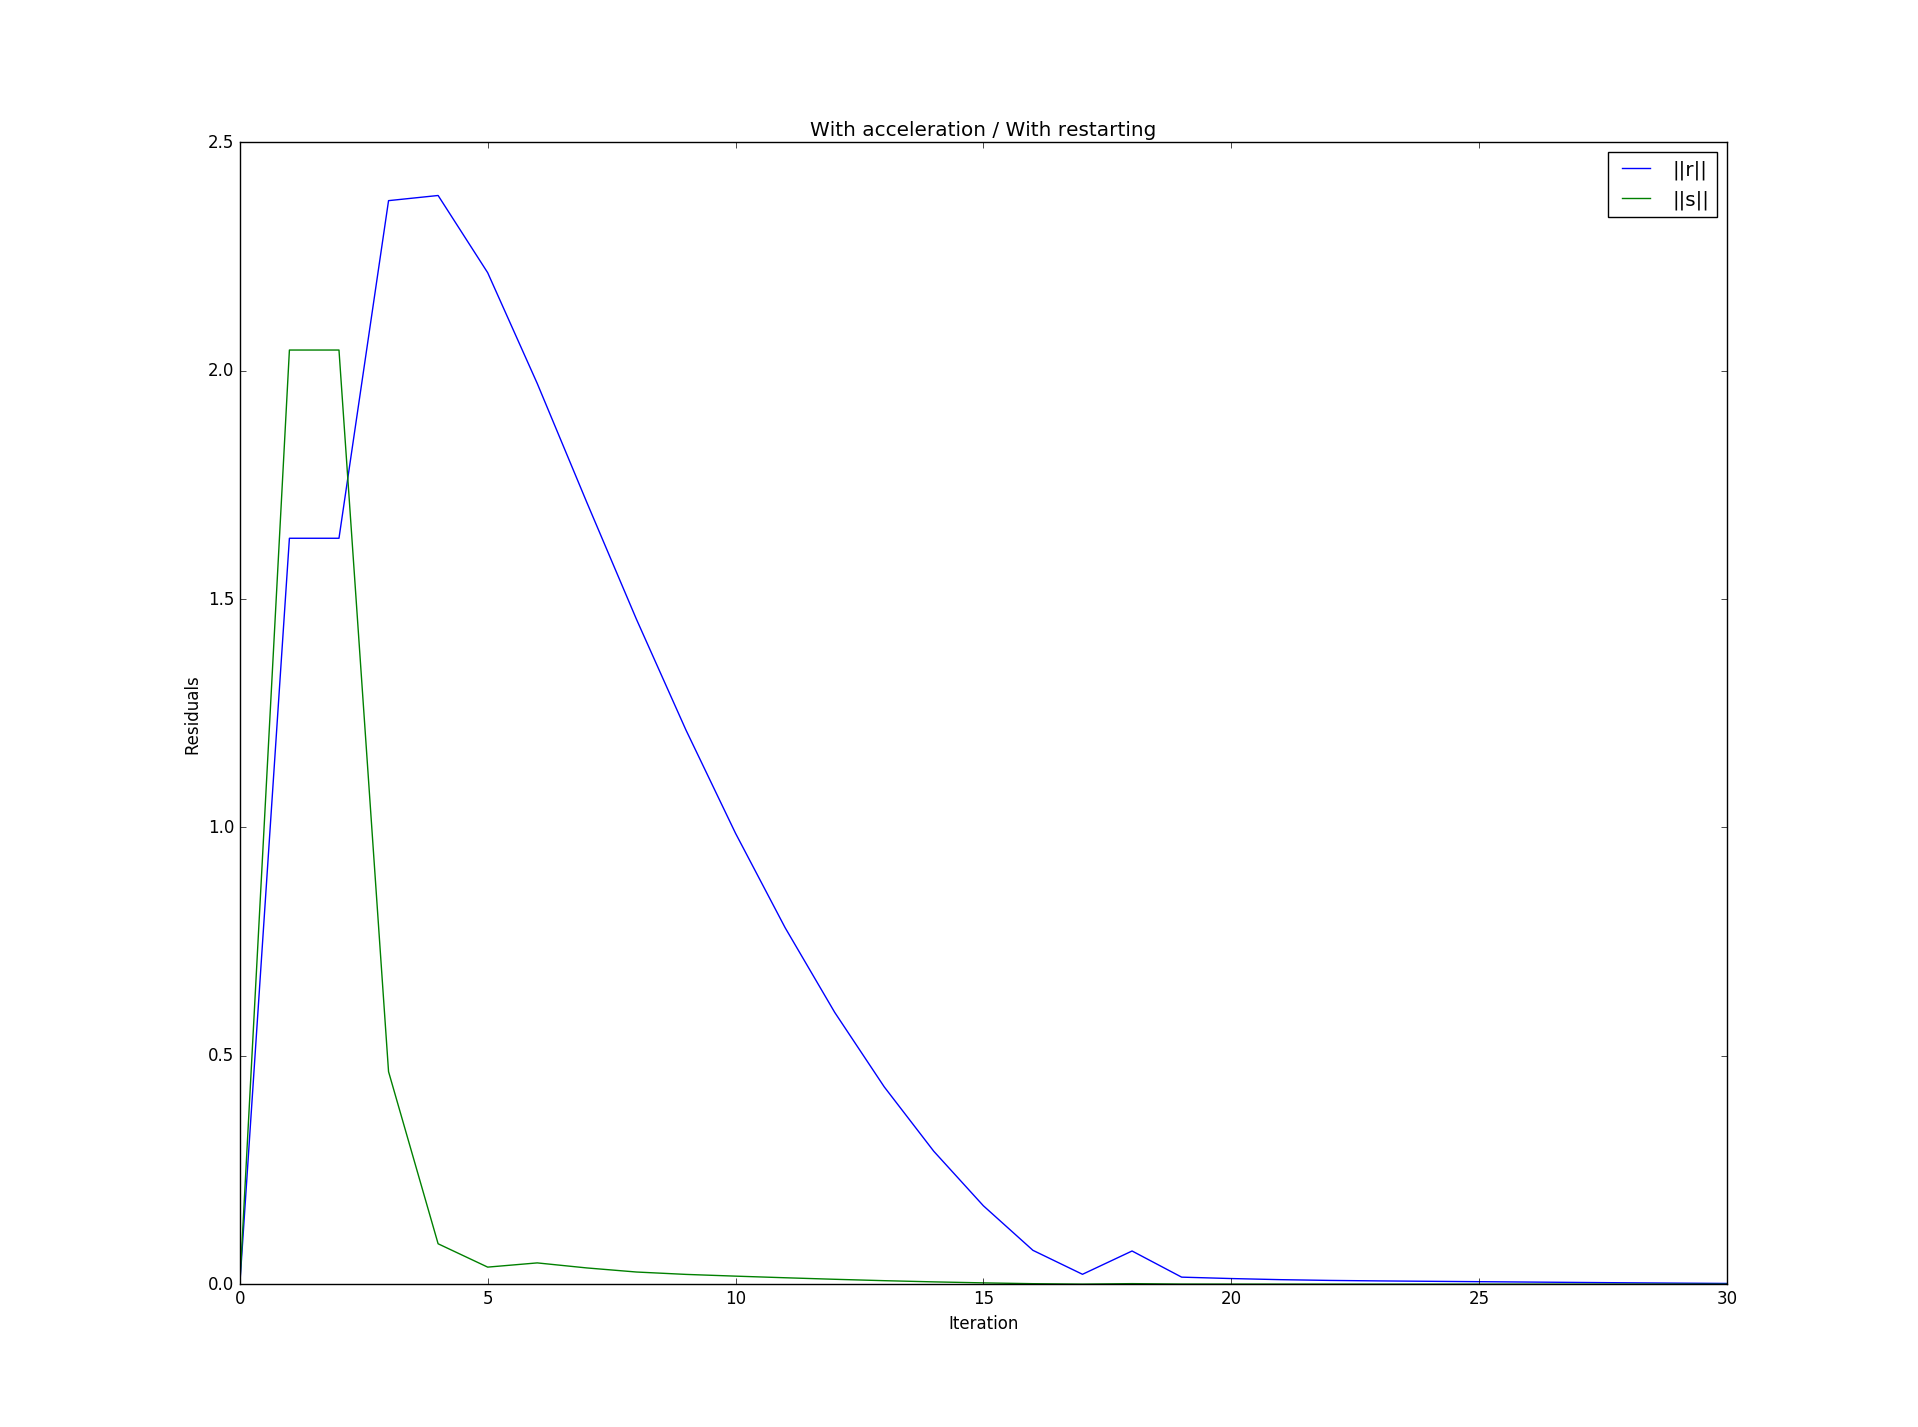 With acceleration / With restarting
2.5
2.0
1.5
1.0
0.5
0.0
Residuals
||r||
||s||
0 5 10 15 20 25 30
Iteration